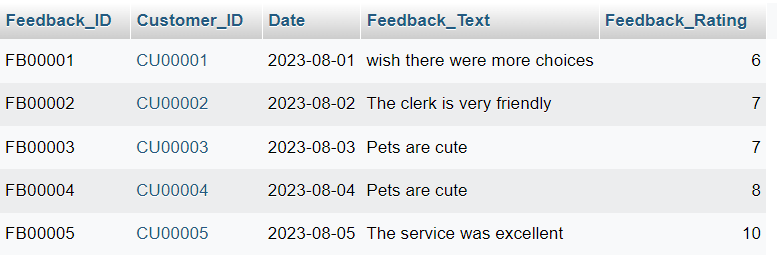 Feedback_ID Customer_ID Date Feedback_Text Feedback_Rating
FB00001 CU00001 2023-08-01 wish there were more choices 6
FB00002 CU00002 2023-08-02 The clerk is very friendly 7
FB00003 CU00003 2023-08-03 Pets are cute 7
FB00004 CU00004 2023-08-04 Pets are cute 8
FB00005 CU00005 2023-08-05 The service was excellent 10